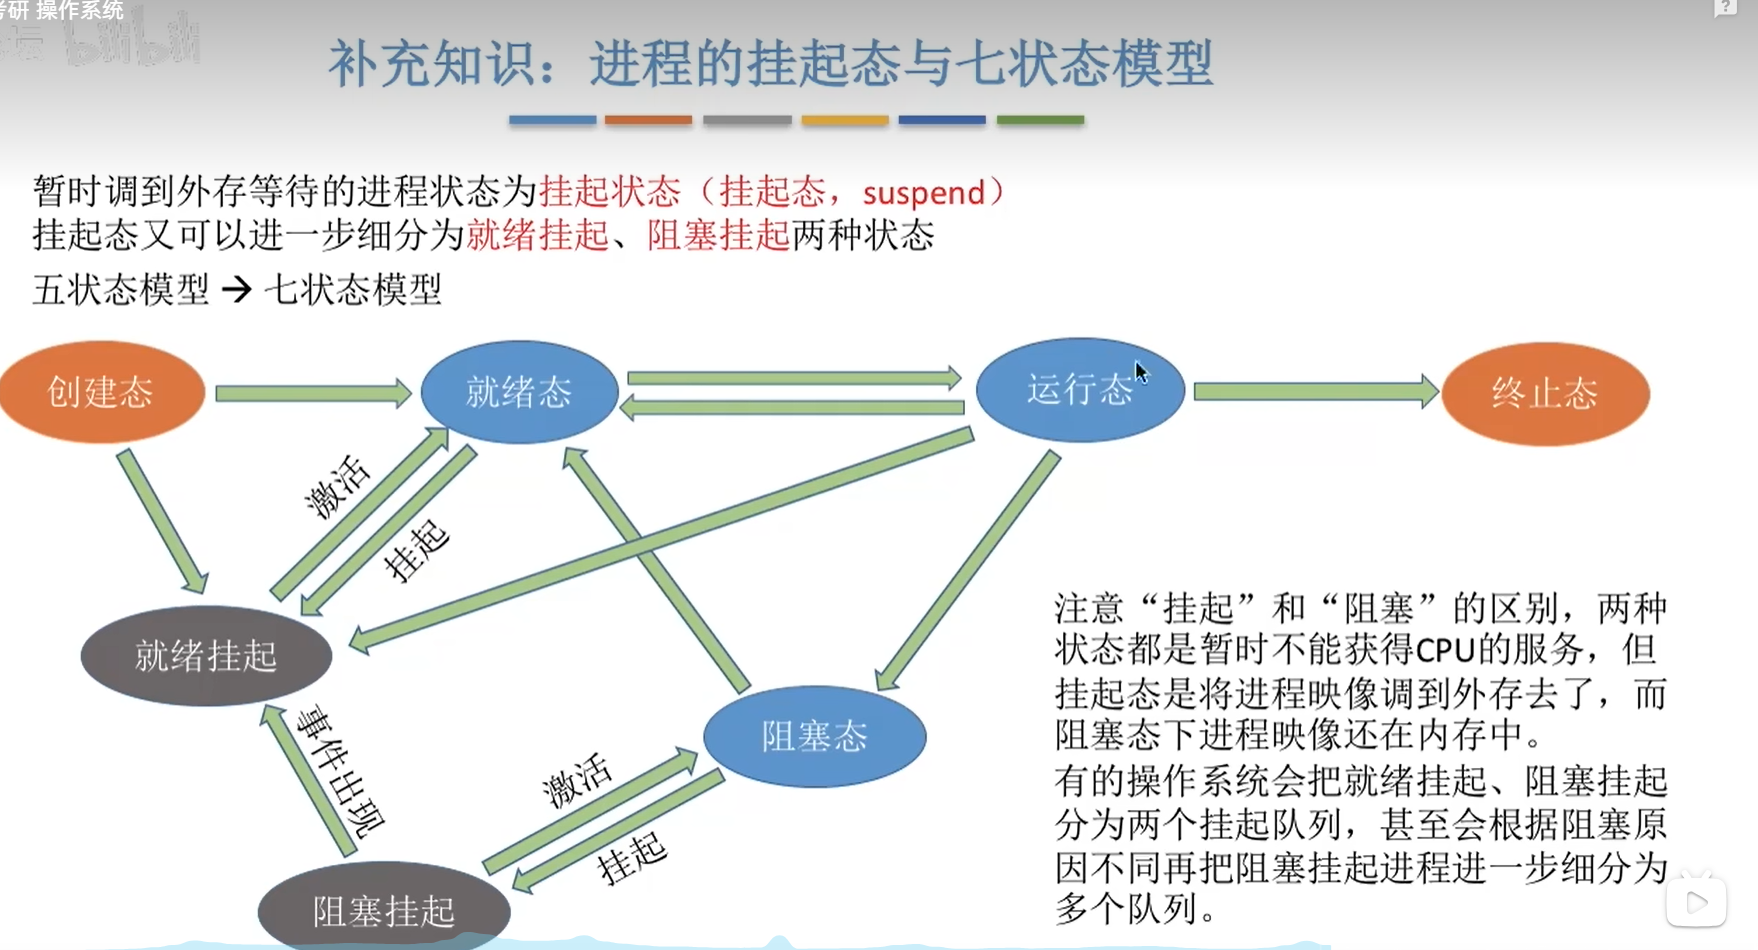 考研 操作系统
bilibili
补充知识：进程的挂起态与七状态模型
暂时调到外存等待的进程状态为挂起状态（挂起态，suspend）
挂起态又可以进一步细分为就绪挂起、阻塞挂起两种状态
五状态模型→七状态模型
创建态
就绪态
运行态
终止态
激活
挂起
就绪挂起
事件出现
阻塞态
激活
挂起
阻塞挂起
注意“挂起”和“阻塞”的区别，两种
状态都是暂时不能获得CPU的服务，但
挂起态是将进程映像调到外存去了，而
阻塞态下进程映像还在内存中。
有的操作系统会把就绪挂起、阻塞挂起
分为两个挂起队列，甚至会根据阻塞原
因不同再把阻塞挂起进程进一步细分为
多个队列。